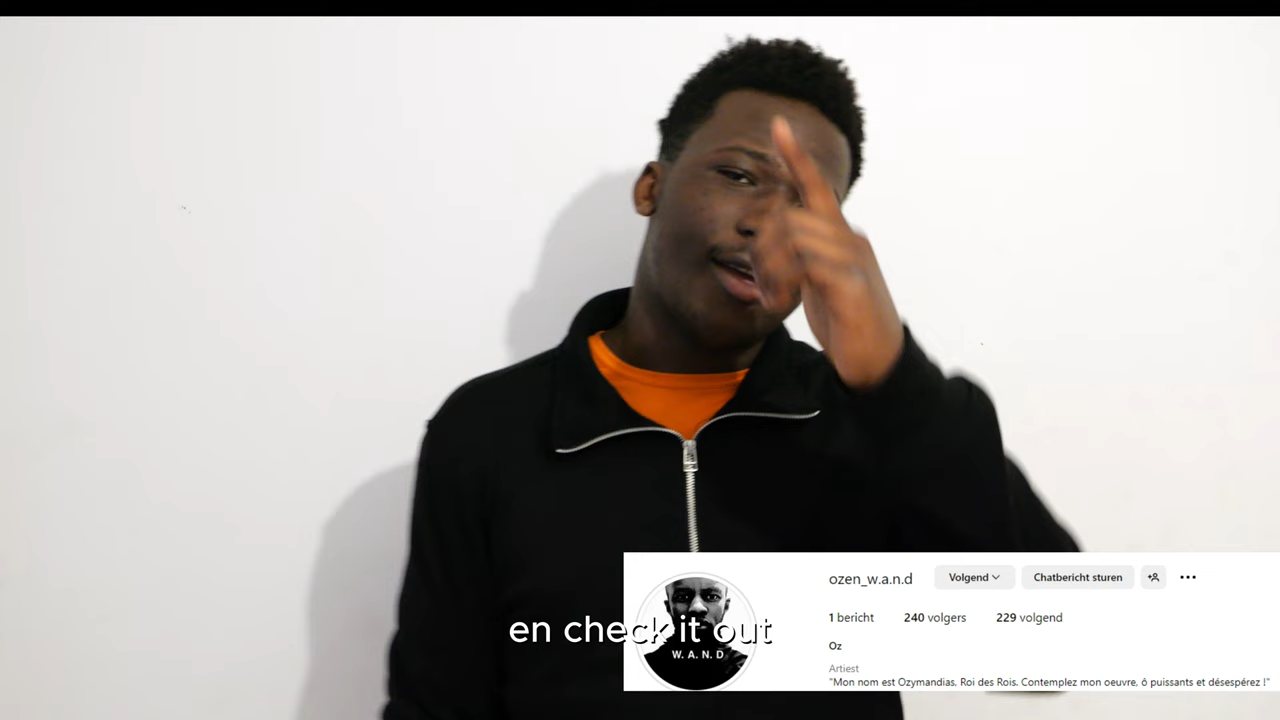 ozen_w.a.n.d
Volgend
Chatbericht sturen
1 bericht 240 volgers 229 volgend
en check it out
W. A. N. D
Oz
Artiest
"Mon nom est Ozymandias, Roi des Rois. Contemplez mon oeuvre, ô puissants et désespérez !"